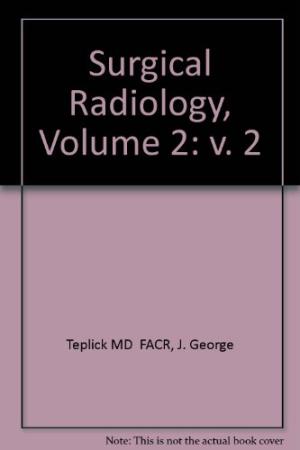 Surgical
Radiology,
Volume 2: v. 2
Teplick MD  FACR, J. George
Note: This is not the actual book cover